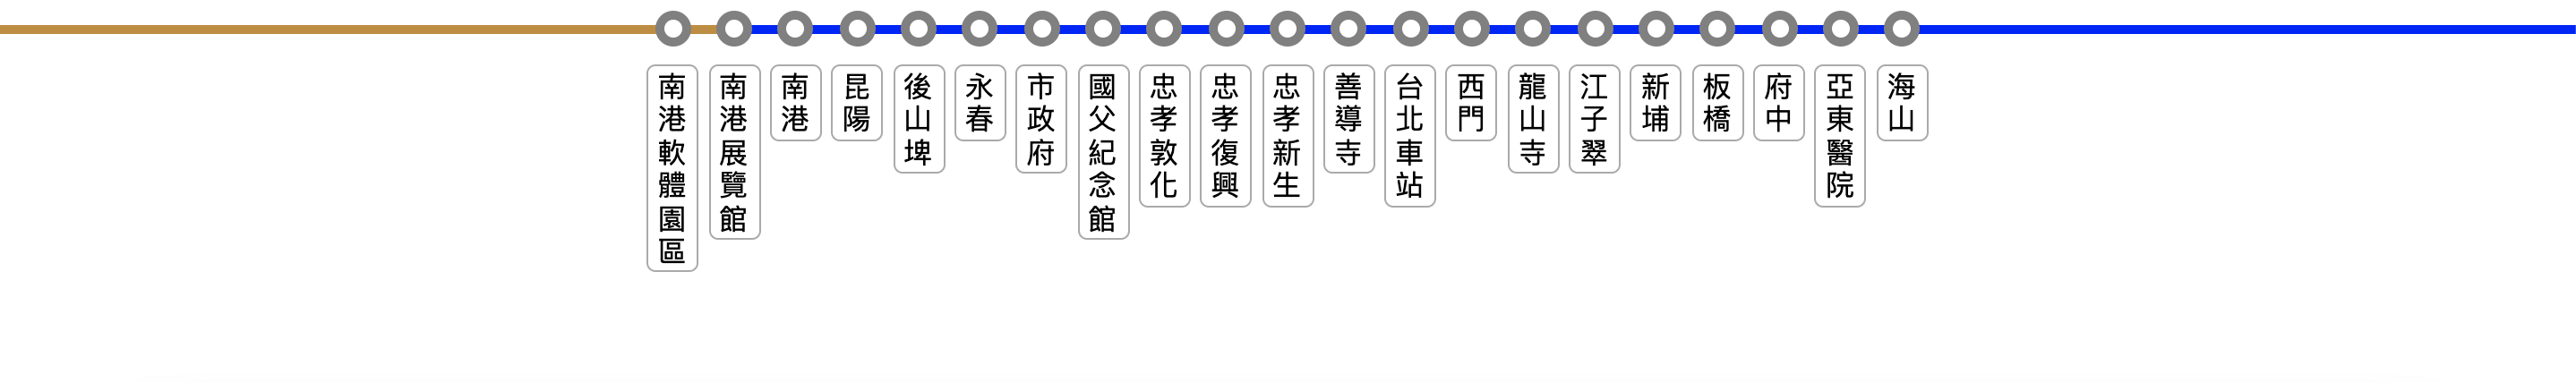 南港軟體園區
南港展覽館
南港
昆陽
後山埤
永春
市政府
國父紀念館
忠孝敦化
忠孝復興
忠孝新生
善導寺
台北車站
西門
龍山寺
江子翠
新埔
板橋
府中
亞東醫院
海山